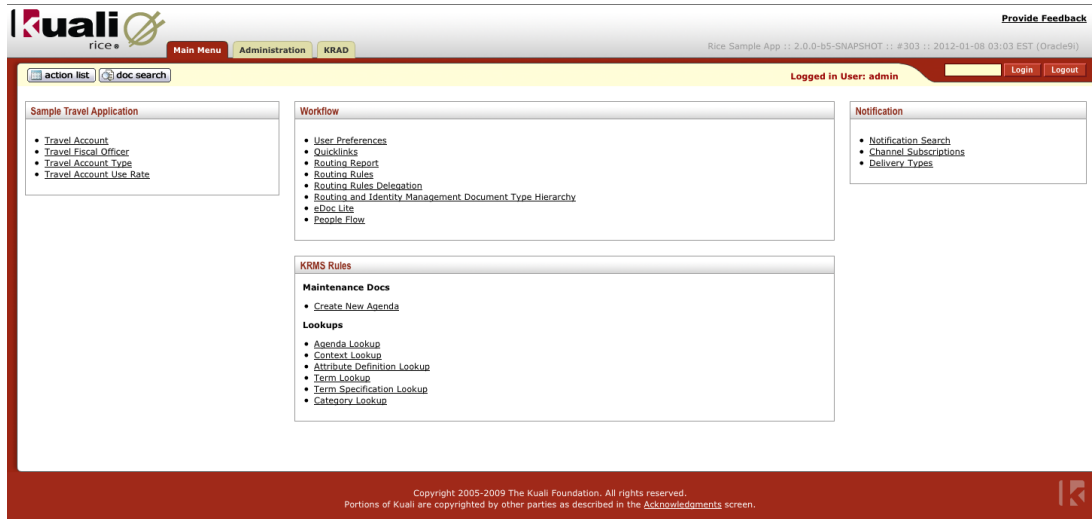 kuali
rice
Provide Feedback
Main Menu
Administration
KRAD
Rice Sample App :: 2.0.0-b5-SNAPSHOT :: #303 :: 2012-01-08 03:03 EST (Oracle9i)
action list
doc search
Logged in User: admin
Login
Logout
Sample Travel Application
Travel Account
Travel Fiscal Officer
Travel Account Type
Travel Account Use Rate
Workflow
User Preferences
Quicklinks
Routing Report
Routing Rules
Routing Rules Delegation
Routing and Identity Management Document Type Hierarchy
eDoc Lite
People Flow
KRMS Rules
Maintenance Docs
Create New Agenda
Lookups
Agenda Lookup
Context Lookup
Attribute Definition Lookup
Term Lookup
Term Specification Lookup
Category Lookup
Notification
Notification Search
Channel Subscriptions
Delivery Types
Copyright 2005-2009 The Kuali Foundation. All rights reserved.
Portions of Kuali are copyrighted by other parties as described in the Acknowledgments screen.